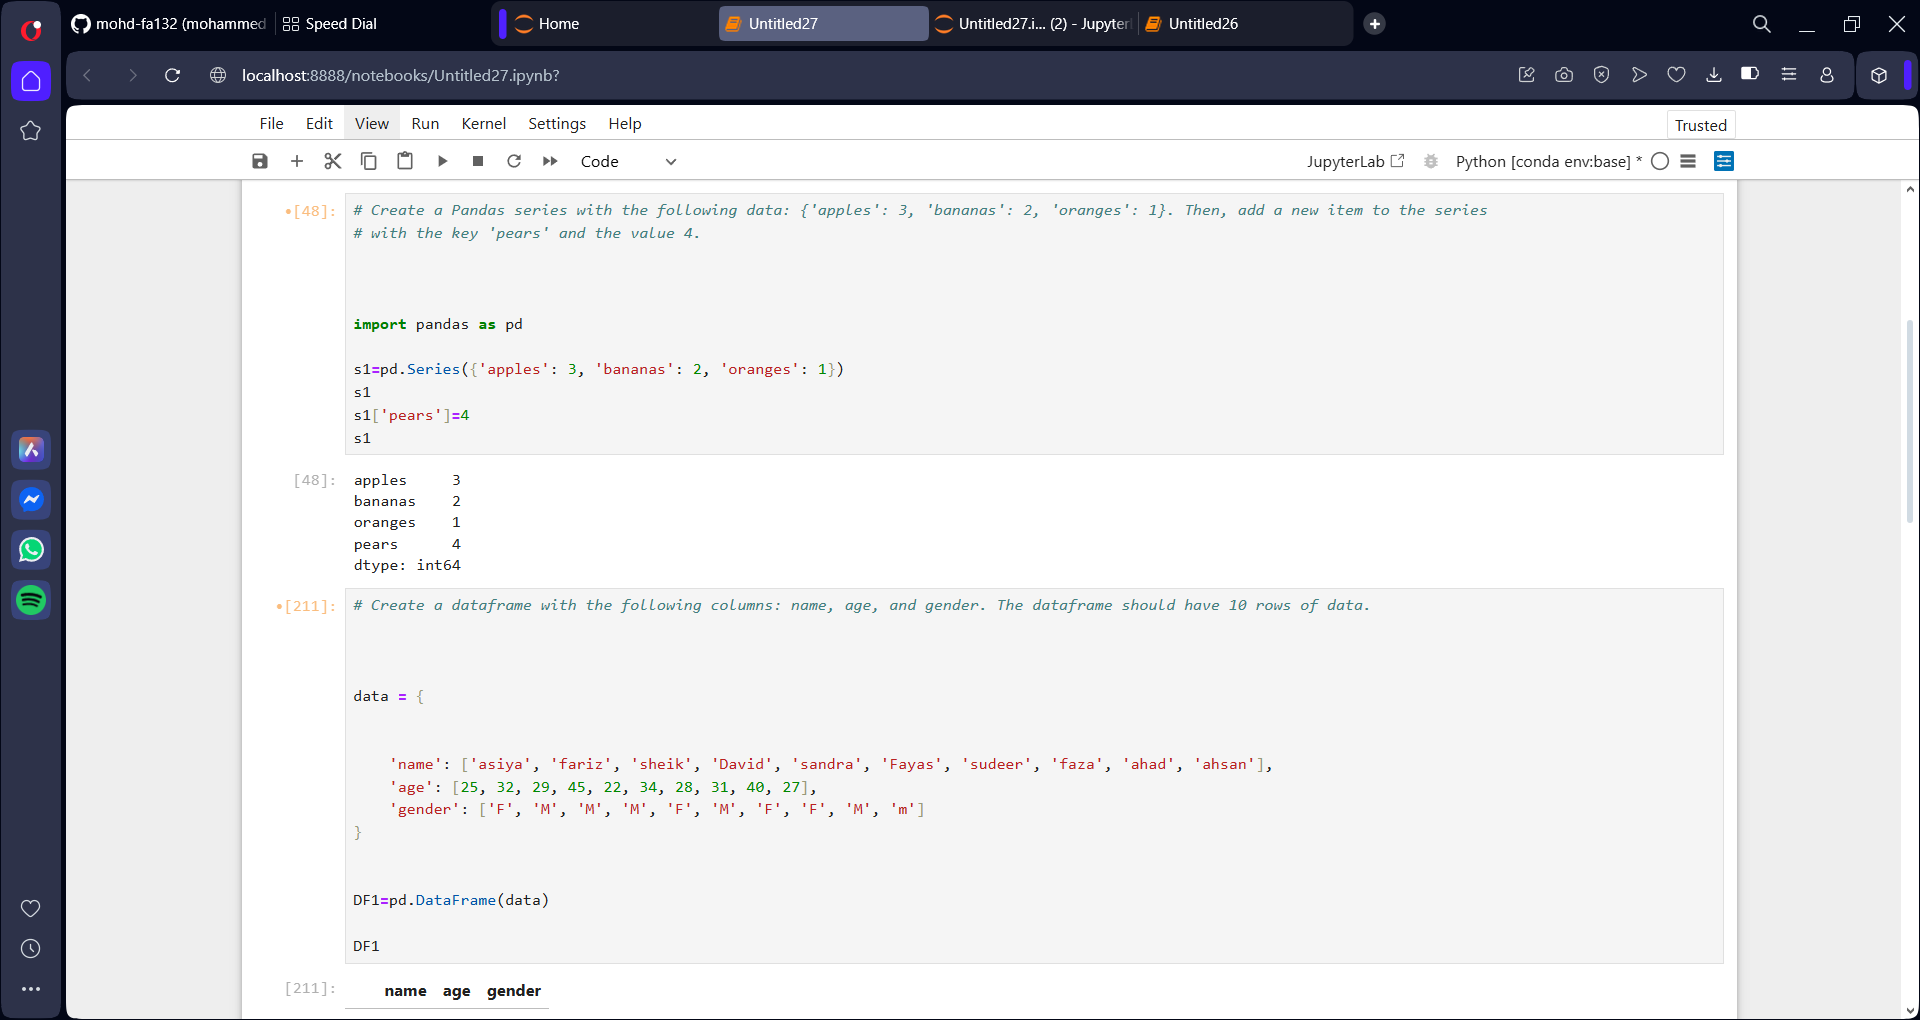 mohd-fa132 (mohammed
Speed Dial
Home
Untitled27
Untitled27.i... (2) - Jupyter
Untitled26
localhost:8888/notebooks/Untitled27.ipynb?
File Edit View Run Kernel Settings Help
Trusted
Code
JupyterLab
Python [conda env:base] *
[48]:
# Create a Pandas series with the following data: {'apples': 3, 'bananas': 2, 'oranges': 1}. Then, add a new item to the series
# with the key 'pears' and the value 4.
import pandas as pd
s1=pd.Series({'apples': 3, 'bananas': 2, 'oranges': 1})
s1
s1['pears']=4
s1
[48]:
apples 3
bananas 2
oranges 1
pears 4
dtype: int64
[211]:
# Create a dataframe with the following columns: name, age, and gender. The dataframe should have 10 rows of data.
data = {
'name': ['asiya', 'fariz', 'sheik', 'David', 'sandra', 'Fayas', 'sudeer', 'faza', 'ahad', 'ahsan'],
'age': [25, 32, 29, 45, 22, 34, 28, 31, 40, 27],
'gender': ['F', 'M', 'M', 'M', 'F', 'M', 'F', 'F', 'M', 'm']
}
DF1=pd.DataFrame(data)
DF1
[211]:
name age gender